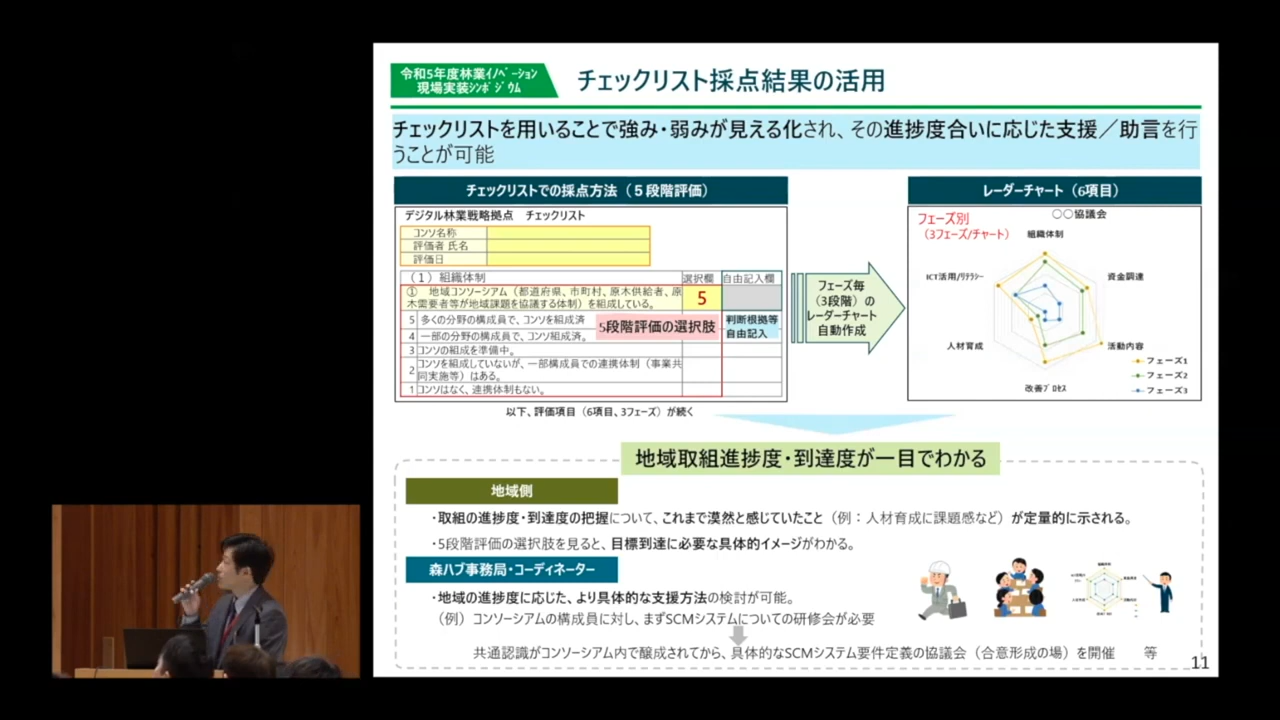 令和5年度林業イノベーション
現場実装シンポジウム
チェックリスト採点結果の活用
チェックリストを用いることで強み・弱みが見える化され、その進捗度合いに応じた支援／助言を行
うことが可能
チェックリストでの採点方法（５段階評価）
デジタル林業戦略拠点　チェックリスト
コンソ名称
評価者 氏名
評価日
（１）組織体制
選択欄
自由記入欄
①　地域コンソーシアム（都道府県、市町村、原木供給者、原
木需要者等が地域課題を協議する体制）を組成している。
5
5 多くの分野の構成員で、コンソを組成済
4 一部の分野の構成員で、コンソ組成済。
3 コンソの組成を準備中。
2 コンソを組成していないが、一部構成員での連携体制（事業共
同実施等）はある。
1 コンソはなく、連携体制もない。
5段階評価の選択肢
判断根拠等
自由記入
以下、評価項目（6項目、3フェーズ）が続く
フェーズ毎
（3段階）の
レーダーチャート
自動作成
レーダーチャート（6項目）
フェーズ別
（3フェーズ/チャート）
〇〇協議会
組織体制
資金調達
活動内容
改善プロセス
人材育成
ICT活用/リテラシー
フェーズ1
フェーズ2
フェーズ3
地域取組進捗度・到達度が一目でわかる
地域側
・取組の進捗度・到達度の把握について、これまで漠然と感じていたこと（例：人材育成に課題感など）が定量的に示される。
・5段階評価の選択肢を見ると、目標到達に必要な具体的イメージがわかる。
森ハブ事務局・コーディネーター
・地域の進捗度に応じた、より具体的な支援方法の検討が可能。
（例）コンソーシアムの構成員に対し、まずSCMシステムについての研修会が必要
共通認識がコンソーシアム内で醸成されてから、具体的なSCMシステム要件定義の協議会（合意形成の場）を開催　　等
11